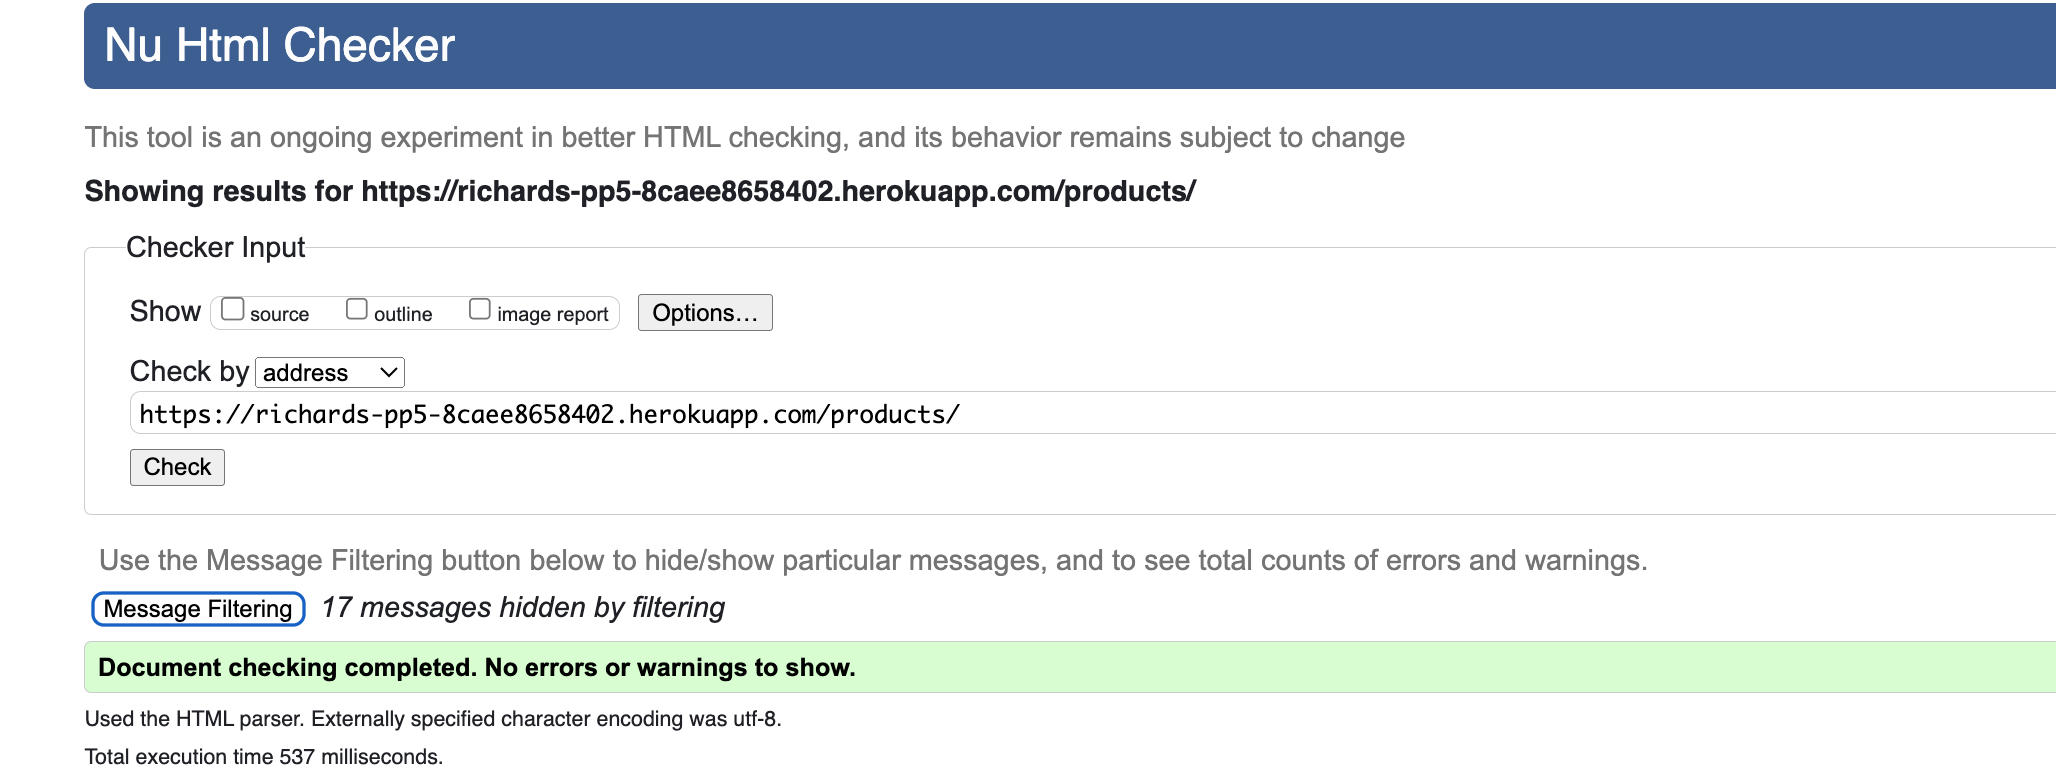 Nu Html Checker
This tool is an ongoing experiment in better HTML checking, and its behavior remains subject to change
Showing results for https://richards-pp5-8caee8658402.herokuapp.com/products/
Checker Input
Show source outline image report Options…
Check by address
https://richards-pp5-8caee8658402.herokuapp.com/products/
Check
Use the Message Filtering button below to hide/show particular messages, and to see total counts of errors and warnings.
Message Filtering 17 messages hidden by filtering
Document checking completed. No errors or warnings to show.
Used the HTML parser. Externally specified character encoding was utf-8.
Total execution time 537 milliseconds.